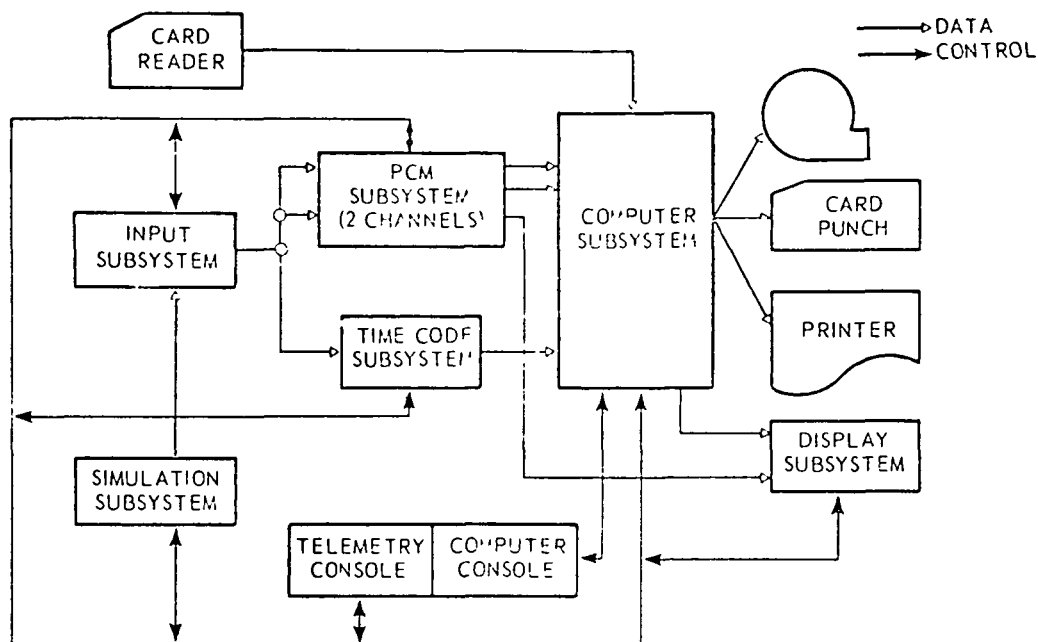 CARD
READER
DATA
CONTROL
PCM
SUBSYSTEM
(2 CHANNELS)
INPUT
SUBSYSTEM
COMPUTER
SUBSYSTEM
CARD
PUNCH
TIME CODE
SUBSYSTEM
PRINTER
DISPLAY
SUBSYSTEM
SIMULATION
SUBSYSTEM
TELEMETRY
CONSOLE
COMPUTER
CONSOLE